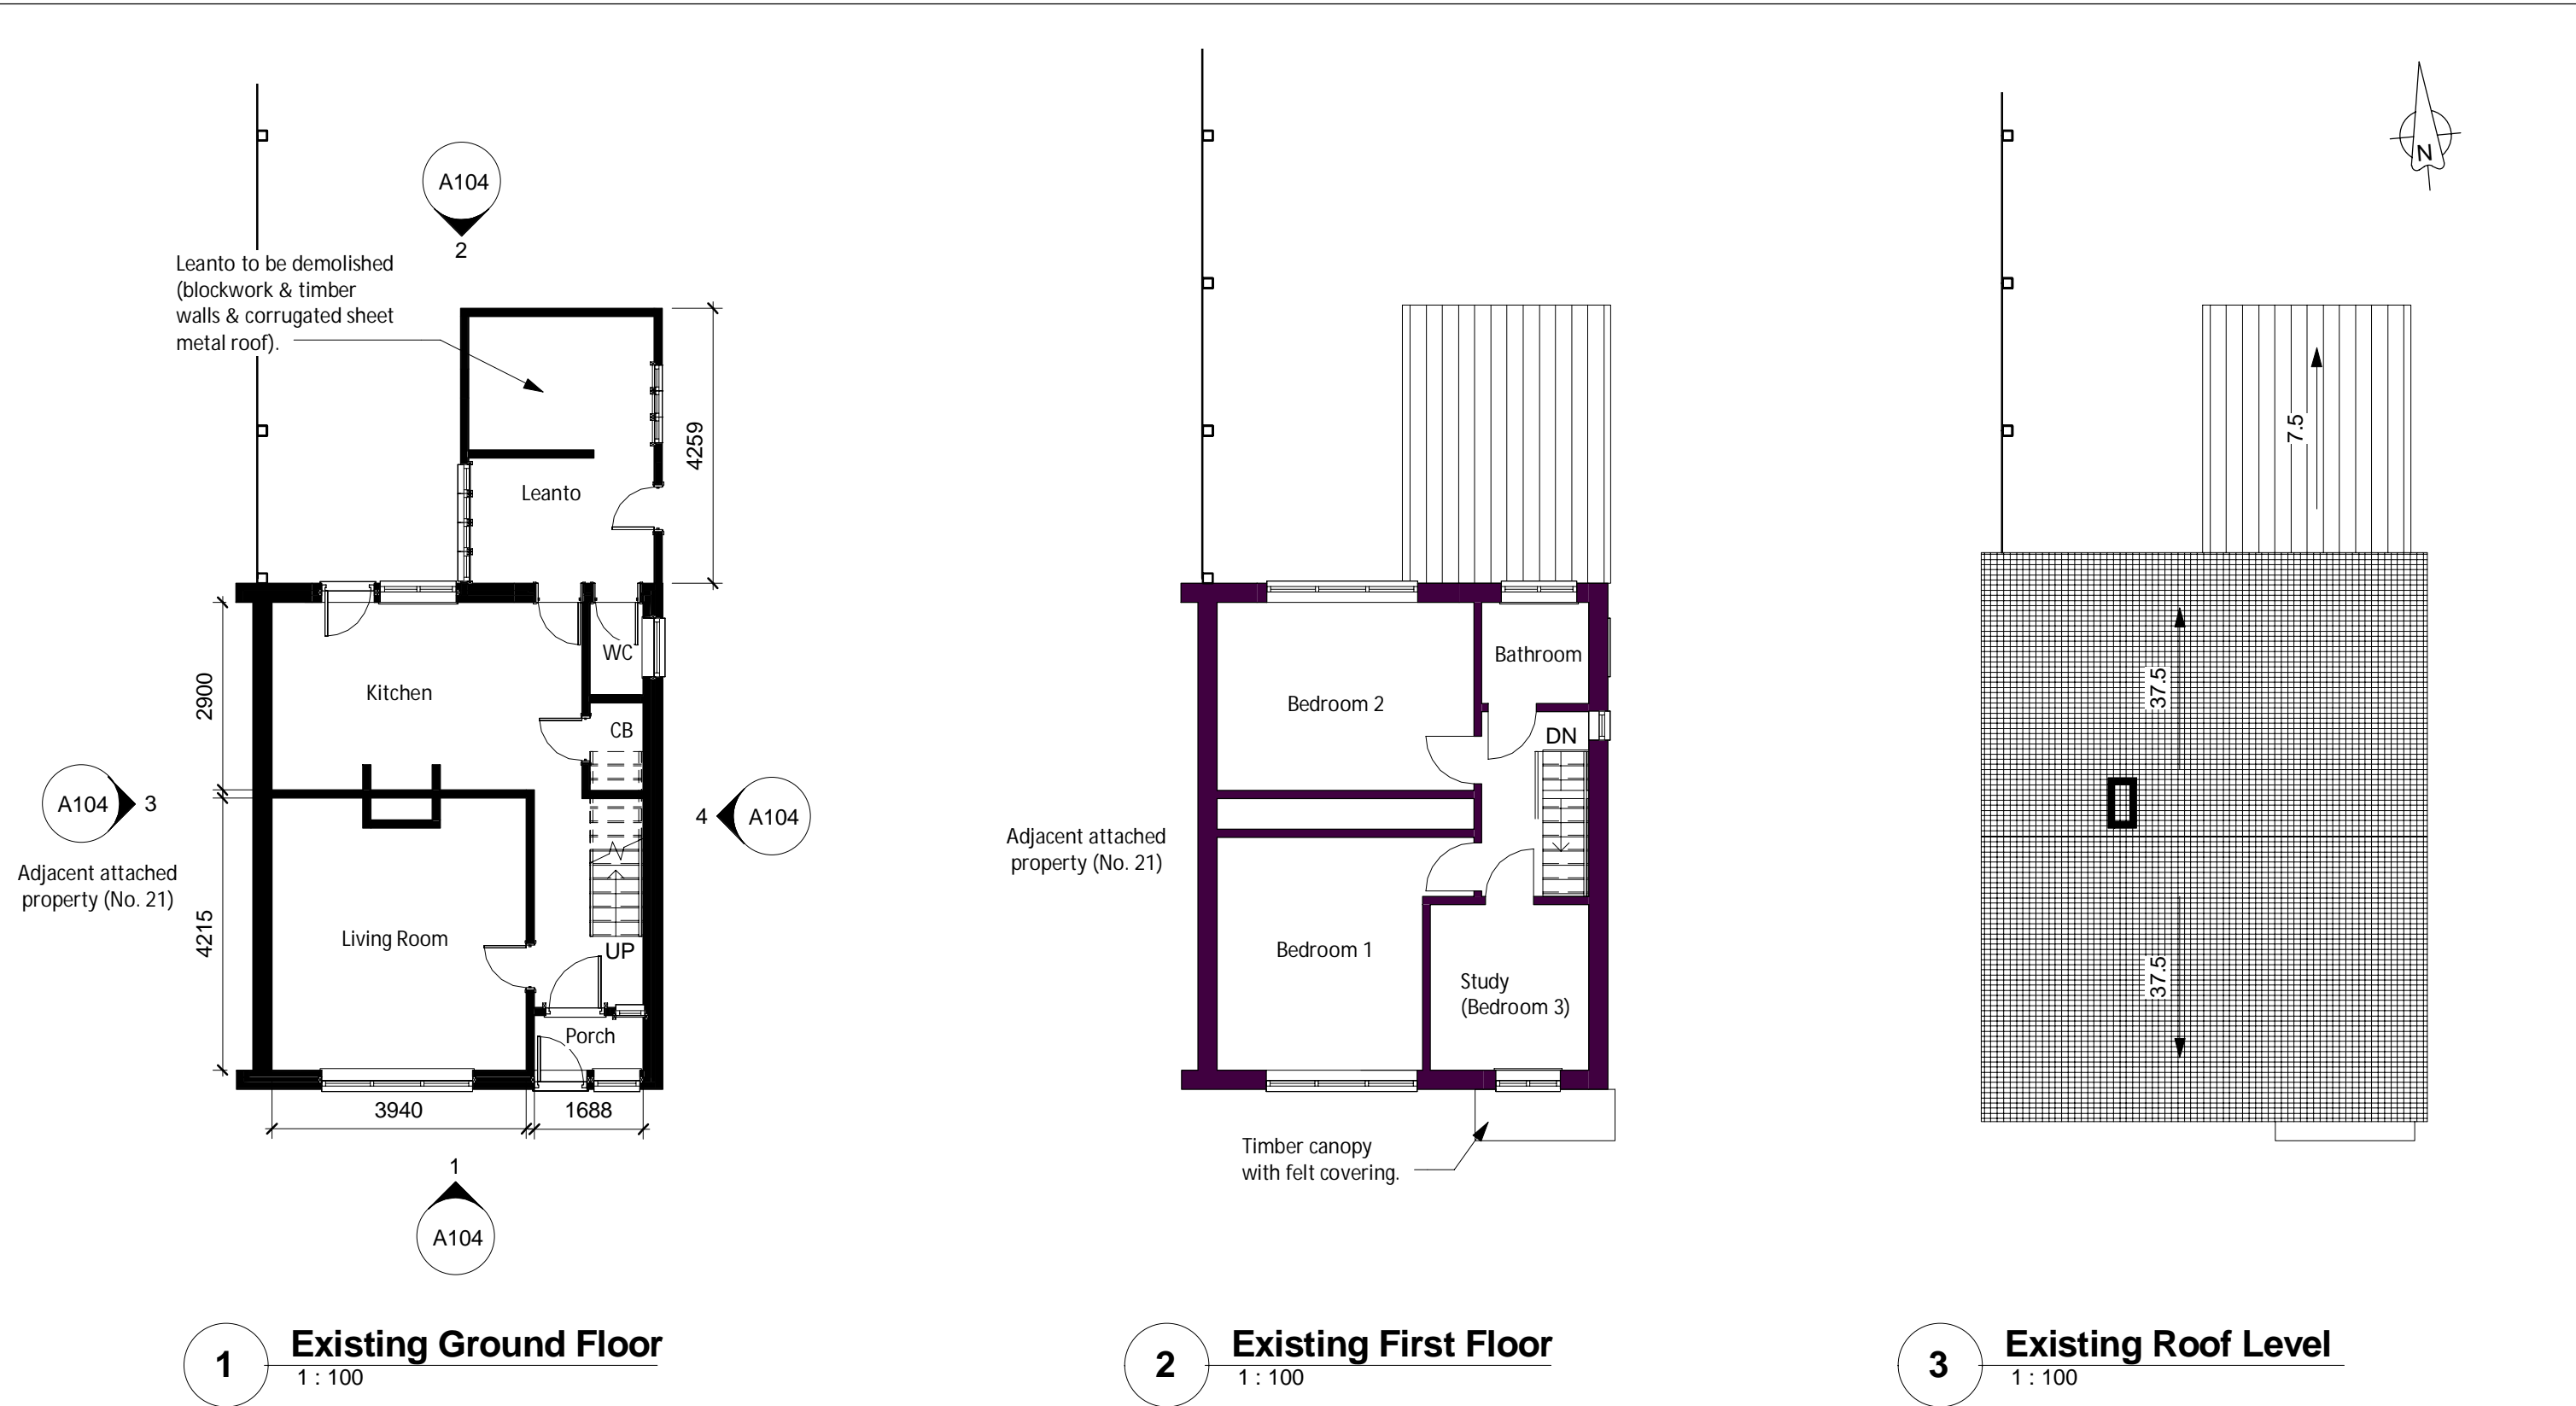 A104
2
Leanto to be demolished
(blockwork & timber
walls & corrugated sheet
metal roof).
4259
Leanto
WC
Kitchen
2900
CB
A104
3
4
A104
Adjacent attached
property (No. 21)
4215
Living Room
UP
Porch
3940
1688
1
A104
1
Existing Ground Floor
1 : 100
Bathroom
Bedroom 2
DN
Adjacent attached
property (No. 21)
Bedroom 1
Study
(Bedroom 3)
Timber canopy
with felt covering.
2
Existing First Floor
1 : 100
N
7.5
37.5
37.5
3
Existing Roof Level
1 : 100